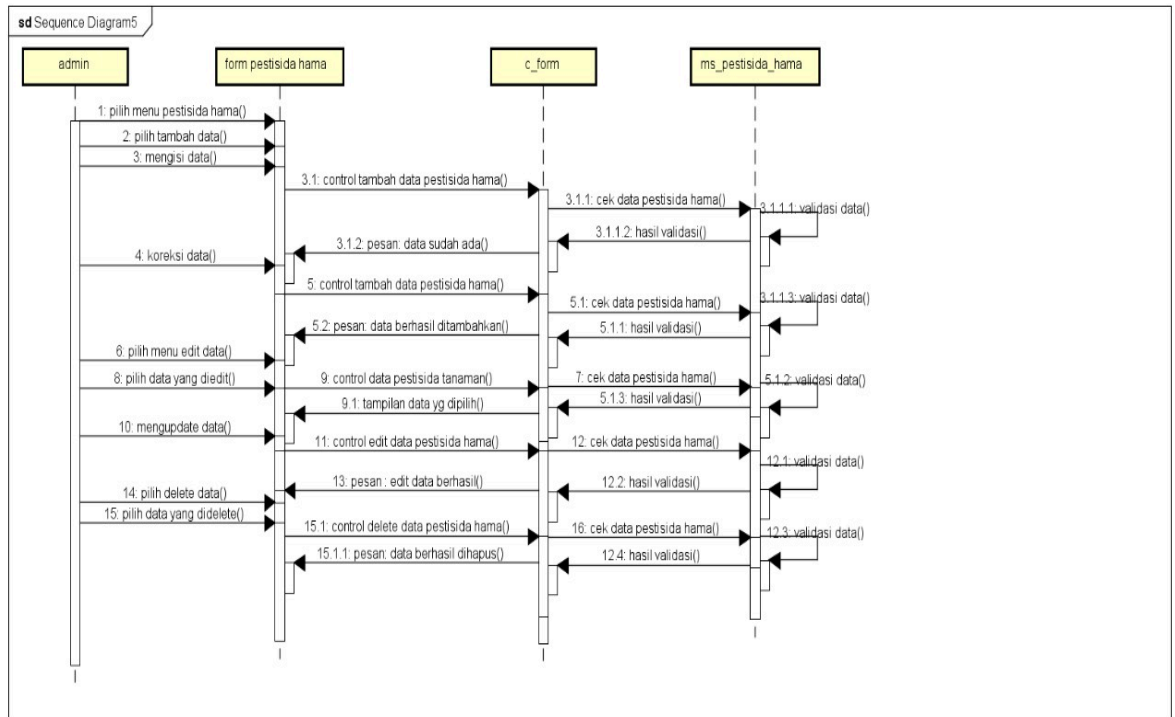 sd Sequence Diagram5
admin
form pestisida hama
c_form
ms_pestisida_hama
1: pilih menu pestisida hama()
2: pilih tambah data()
3: mengisi data()
3.1: control tambah data pestisida hama()
3.1.1: cek data pestisida hama()
3.1.1.1: validasi data()
3.1.1.2: hasil validasi()
3.1.2: pesan: data sudah ada()
4: koreksi data()
5: control tambah data pestisida hama()
5.1: cek data pestisida hama()
3.1.1.3: validasi data()
5.1.1: hasil validasi()
5.2: pesan: data berhasil ditambahkan()
6: pilih menu edit data()
8: pilih data yang diedit()
9: control data pestisida tanaman()
7: cek data pestisida hama()
5.1.2: validasi data()
5.1.3: hasil validasi()
9.1: tampilan data yg dipilih()
10: mengupdate data()
11: control edit data pestisida hama()
12: cek data pestisida hama()
12.1: validasi data()
12.2: hasil validasi()
13: pesan : edit data berhasil()
14: pilih delete data()
15: pilih data yang didelete()
15.1: control delete data pestisida hama()
16: cek data pestisida hama()
12.3: validasi data()
12.4: hasil validasi()
15.1.1: pesan: data berhasil dihapus()